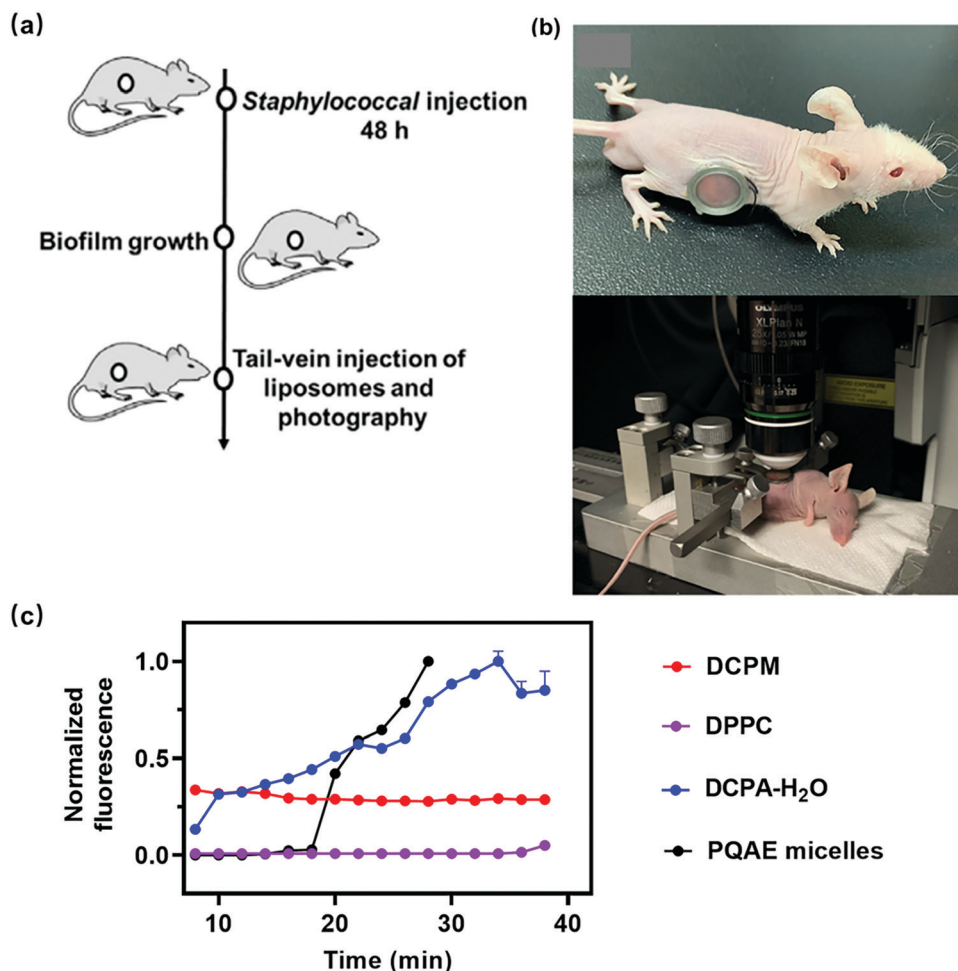 (a)
Staphylococcal injection
48 h
Biofilm growth
Tail-vein injection of
liposomes and
photography
(b)
OLYMPUS
XLPlan N
(c)
Normalized
fluorescence
1.0
0.5
0.0
10
20
30
40
Time (min)
DCPM
DPPC
DCPA-H₂O
PQAE micelles